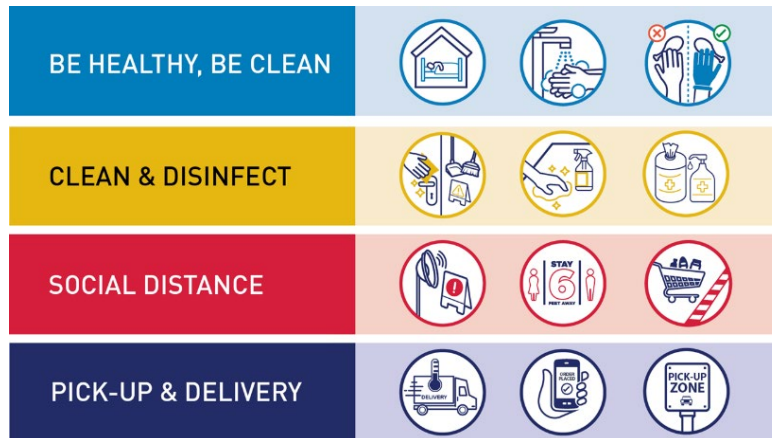 BE HEALTHY, BE CLEAN
CLEAN & DISINFECT
SOCIAL DISTANCE
STAY
6
FEET AWAY
PICK-UP & DELIVERY
DELIVERY
ORDER
PLACED
PICK-UP
ZONE